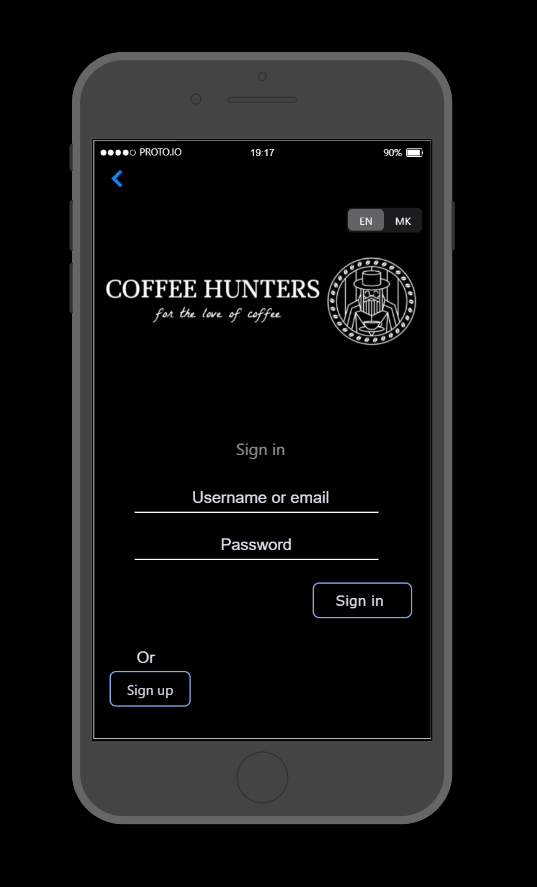 PROTO.IO 19:17 90%
EN MK
COFFEE HUNTERS
for the love of coffee
Sign in
Username or email
Password
Sign in
Or
Sign up